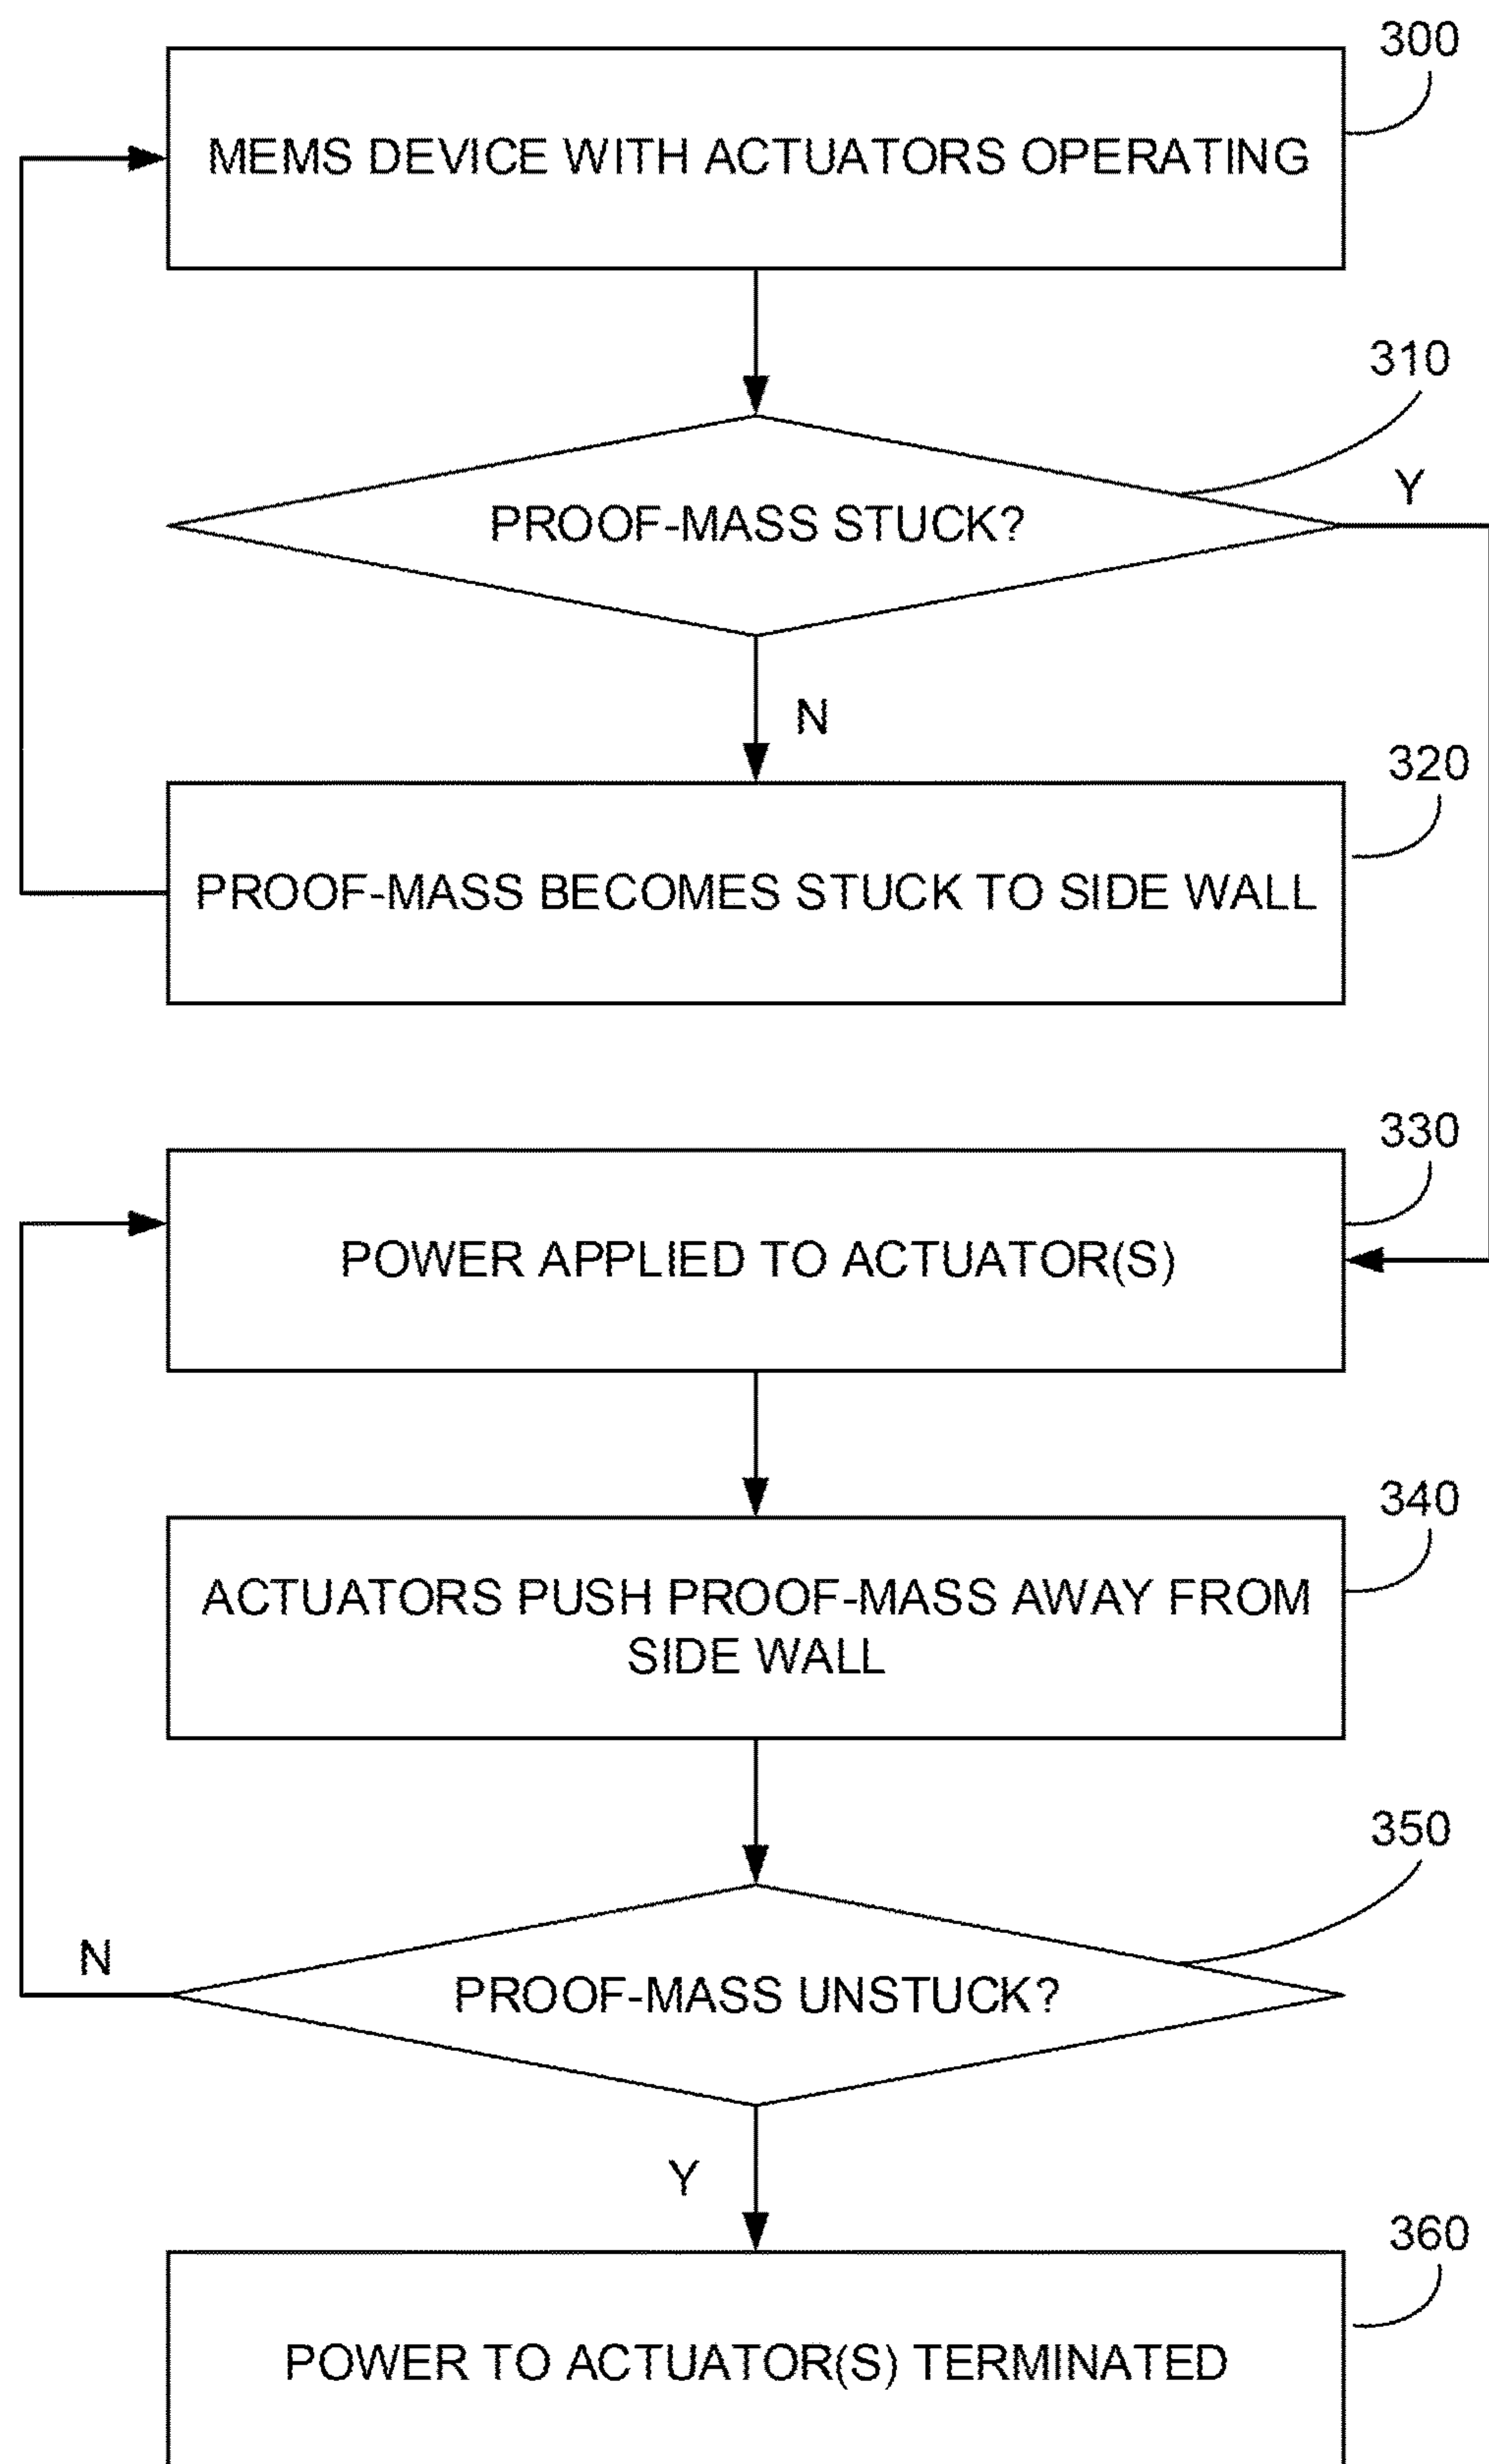 300
MEMS DEVICE WITH ACTUATORS OPERATING
310
Y
PROOF-MASS STUCK?
N
320
PROOF-MASS BECOMES STUCK TO SIDE WALL
330
POWER APPLIED TO ACTUATOR(S)
340
ACTUATORS PUSH PROOF-MASS AWAY FROM
SIDE WALL
350
N
PROOF-MASS UNSTUCK?
Y
360
POWER TO ACTUATOR(S) TERMINATED